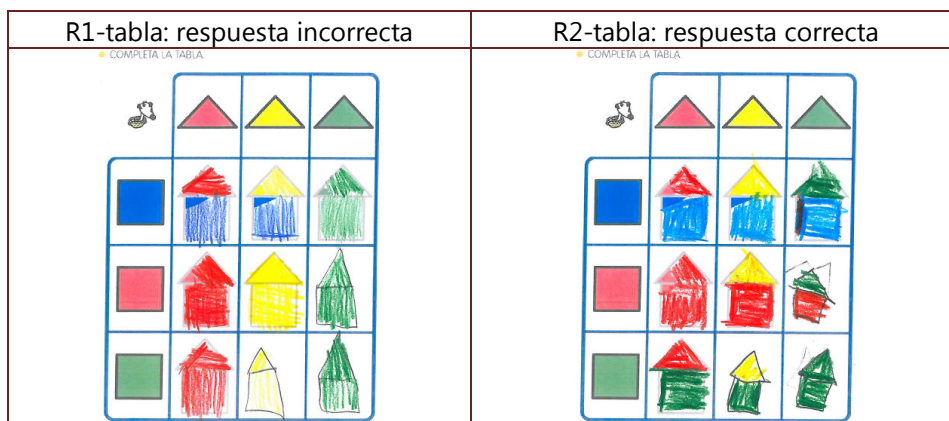 R1-tabla: respuesta incorrecta
R2-tabla: respuesta correcta
COMPLETA LA TABLA.
COMPLETA LA TABLA.